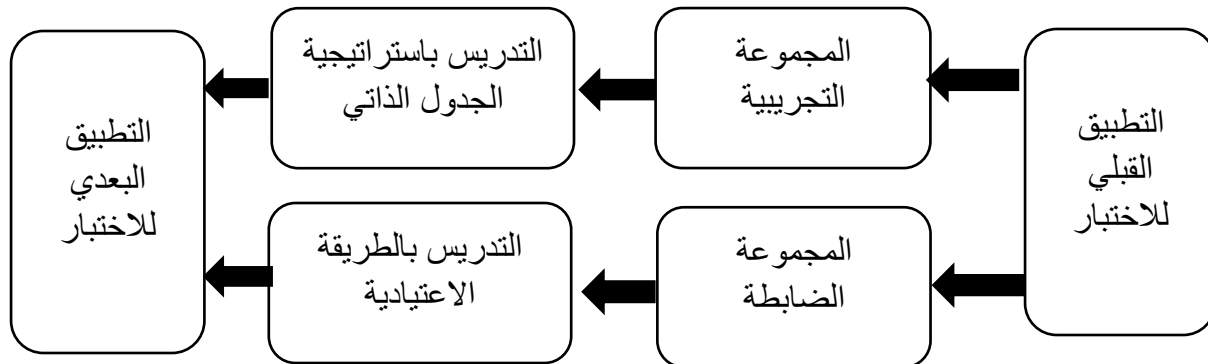 التطبيق
القبلي
للاختبار
المجموعة
التجريبية
التدريس باستراتيجية
الجدول الذاتي
المجموعة
الضابطة
التدريس بالطريقة
الاعتيادية
التطبيق
البعدي
للاختبار